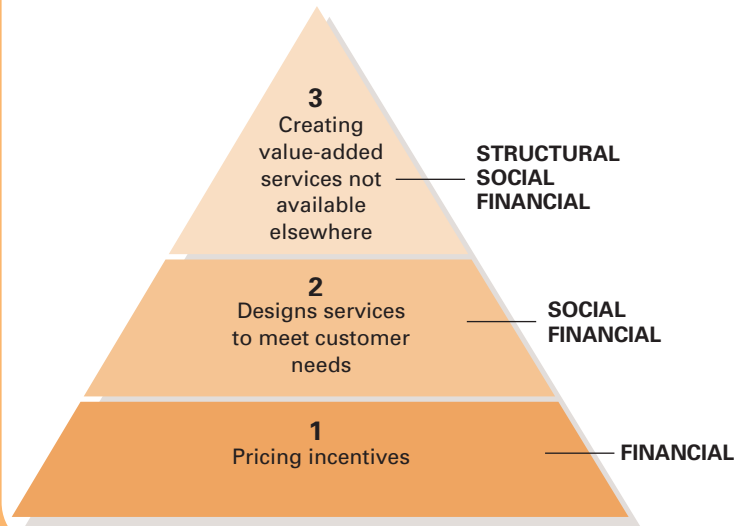 3
Creating
value-added
services not
available
elsewhere
STRUCTURAL
SOCIAL
FINANCIAL
2
Designs services
to meet customer
needs
SOCIAL
FINANCIAL
1
Pricing incentives
FINANCIAL